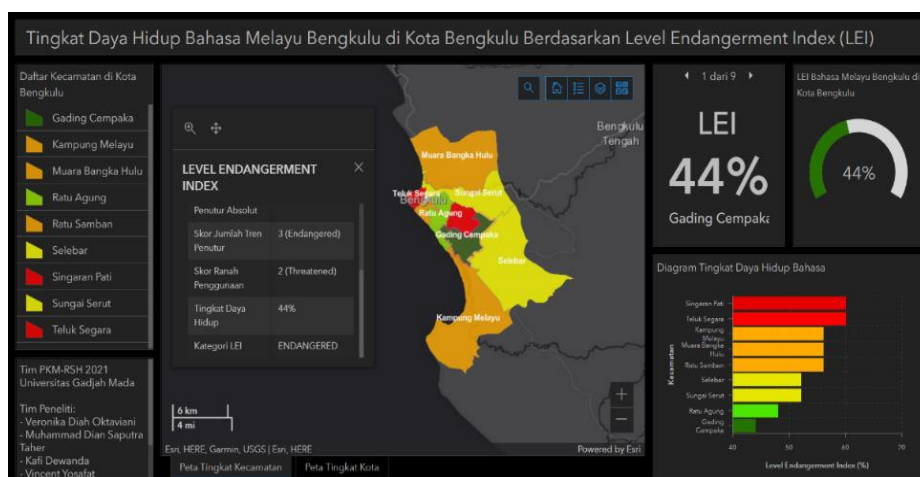 Tingkat Daya Hidup Bahasa Melayu Bengkulu di Kota Bengkulu Berdasarkan Level Endangerment Index (LEI)
Daftar Kecamatan di Kota
Bengkulu
Gading Cempaka
Kampung Melayu
Muara Bangka Hulu
Ratu Agung
Ratu Samban
Selebar
Singaran Pati
Sungai Serut
Teluk Segara
Tim PKM-RSH 2021
Universitas Gadjah Mada
Tim Peneliti:
- Veronika Diah Oktaviani
- Muhammad Dian Saputra
Taher
- Kafi Dewanda
- Vincent Yosafat
LEVEL ENDANGERMENT
INDEX
Penutur Absolut
Skor Jumlah Tren
Penutur
3 (Endangered)
Skor Ranah
Penggunaan
2 (Threatened)
Tingkat Daya
Hidup
44%
Kategori LEI
ENDANGERED
Bengkulu
Tengah
Muara Bangka Hulu
Teluk Segara
Sungai Serut
Bengkulu
Ratu Agung
Gading Cempaka
Selebar
Kampung Melayu
6 km
4 mi
Esri, HERE, Garmin, USGS | Esri, HERE
Powered by Esri
Peta Tingkat Kecamatan
Peta Tingkat Kota
1 dari 9
LEI
44%
Gading Cempaka
LEI Bahasa Melayu Bengkulu di
Kota Bengkulu
44%
Diagram Tingkat Daya Hidup Bahasa
Kecamatan
Singaran Pati
Teluk Segara
Kampung
Melayu
Muara Bangka
Hulu
Ratu Samban
Selebar
Sungai Serut
Ratu Agung
Gading
Cempaka
40 50 60 70
Level Endangerment Index (%)